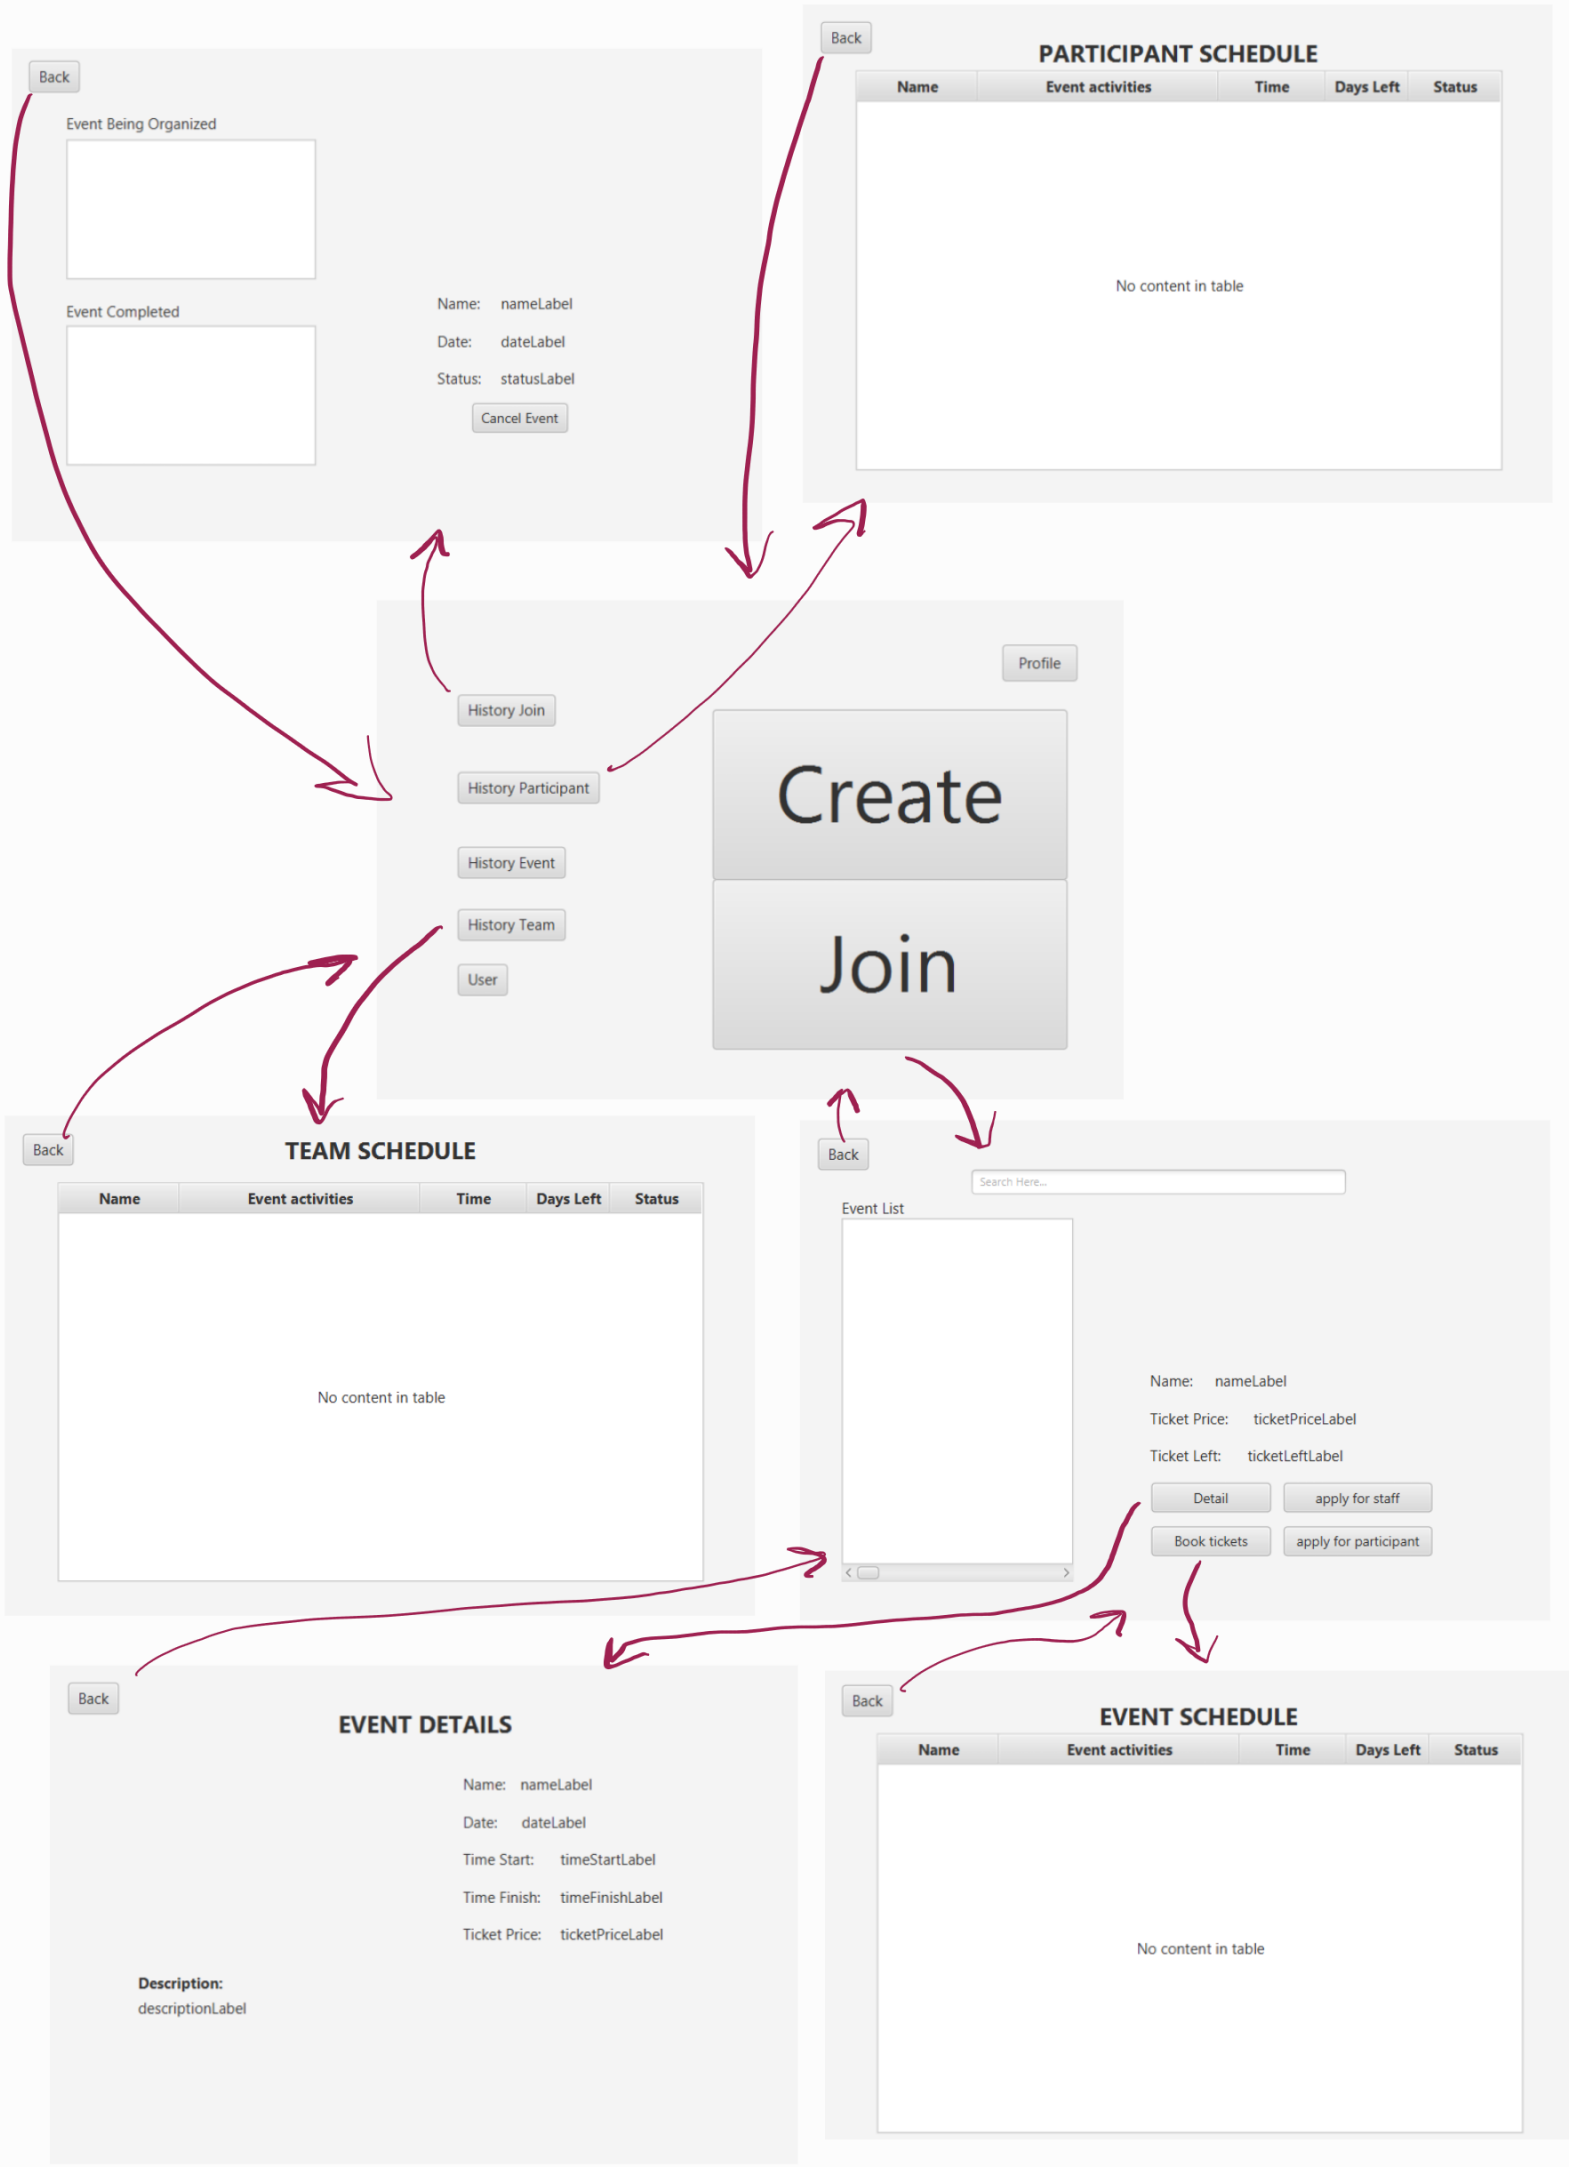 Back
Event Being Organized
Event Completed
Name: nameLabel
Date: dateLabel
Status: statusLabel
Cancel Event
Back
PARTICIPANT SCHEDULE
Name Event activities Time Days Left Status
No content in table
Profile
History Join
History Participant
History Event
History Team
User
Create
Join
Back
TEAM SCHEDULE
Name Event activities Time Days Left Status
No content in table
Back
Search Here...
Event List
Name: nameLabel
Ticket Price: ticketPriceLabel
Ticket Left: ticketLeftLabel
Detail apply for staff
Book tickets apply for participant
Back
EVENT DETAILS
Name: nameLabel
Date: dateLabel
Time Start: timeStartLabel
Time Finish: timeFinishLabel
Ticket Price: ticketPriceLabel
Description:
descriptionLabel
Back
EVENT SCHEDULE
Name Event activities Time Days Left Status
No content in table